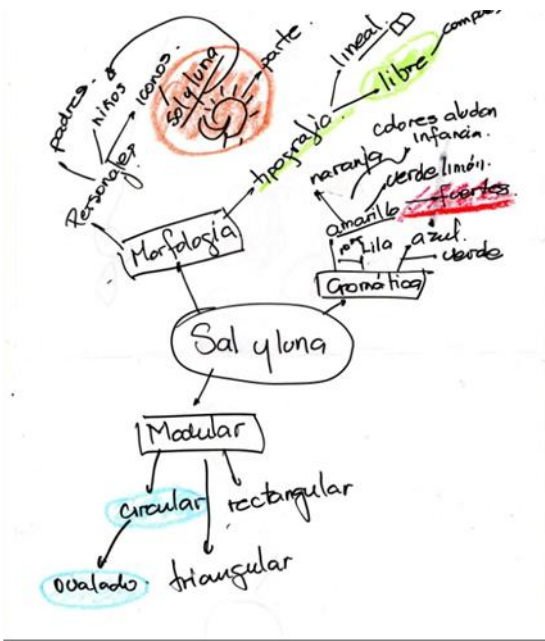 padres.
niños
iconos.
sol y luna
parte.
lineal.
libre
tipografia
Personajes
Morfología
colores aluden
infancia.
naranja
verde limón.
amarillo
fuertes.
Lila
azul.
verde
Cromática
Sol y luna
Modular
circular
rectangular
ovalado.
triangular